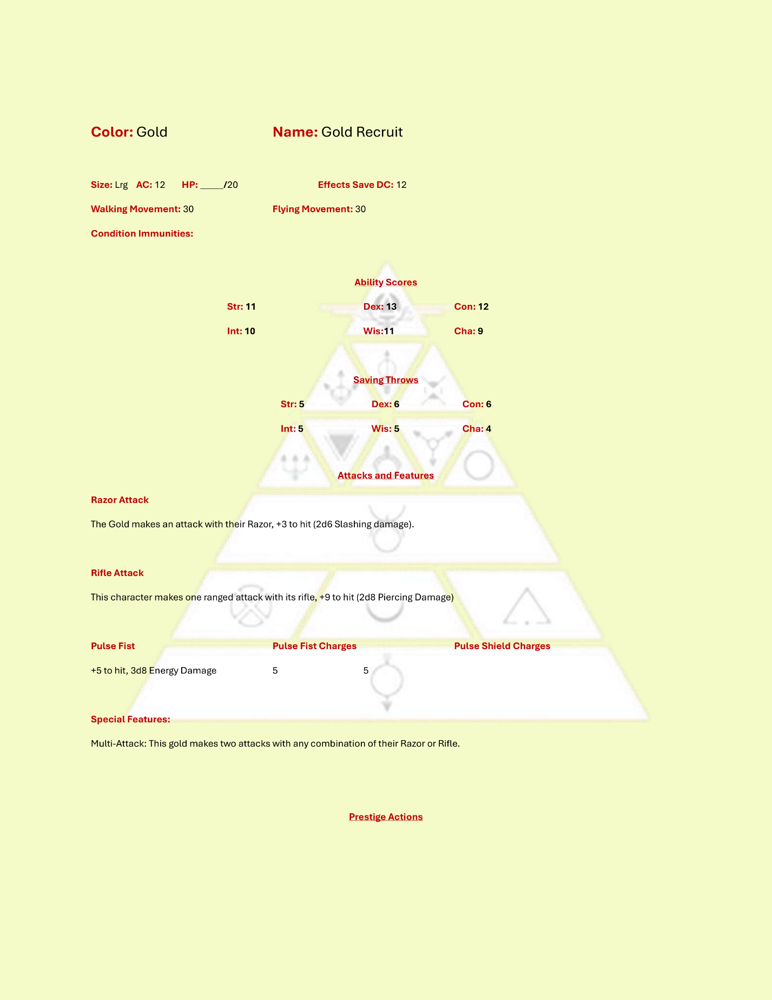 Color: Gold Name: Gold Recruit
Size: Lrg AC: 12 HP: _____/20 Effects Save DC: 12
Walking Movement: 30 Flying Movement: 30
Condition Immunities:
Ability Scores
Str: 11 Dex: 13 Con: 12
Int: 10 Wis:11 Cha: 9
Saving Throws
Str: 5 Dex: 6 Con: 6
Int: 5 Wis: 5 Cha: 4
Attacks and Features
Razor Attack
The Gold makes an attack with their Razor, +3 to hit (2d6 Slashing damage).
Rifle Attack
This character makes one ranged attack with its rifle, +9 to hit (2d8 Piercing Damage)
Pulse Fist Pulse Fist Charges Pulse Shield Charges
+5 to hit, 3d8 Energy Damage 5 5
Special Features:
Multi-Attack: This gold makes two attacks with any combination of their Razor or Rifle.
Prestige Actions